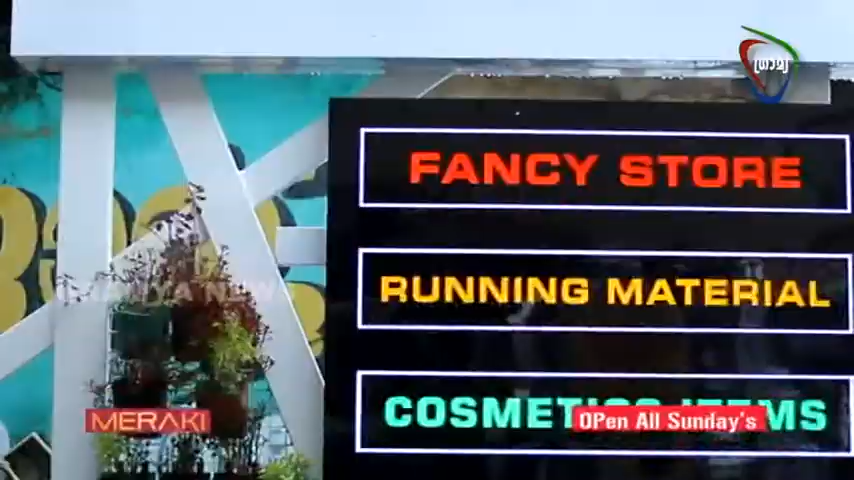 ഗ്രാമ്യ
FANCY STORE
RUNNING MATERIAL
COSMETICS ITEMS
MERAKI
OPen All Sunday's